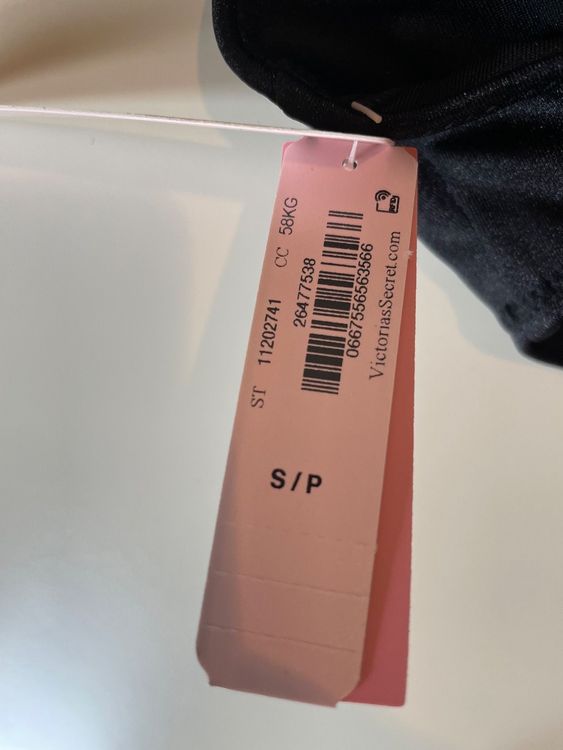 ST 11202741 CC 58KG
26477538
0667556563566
VictoriasSecret.com
S/P